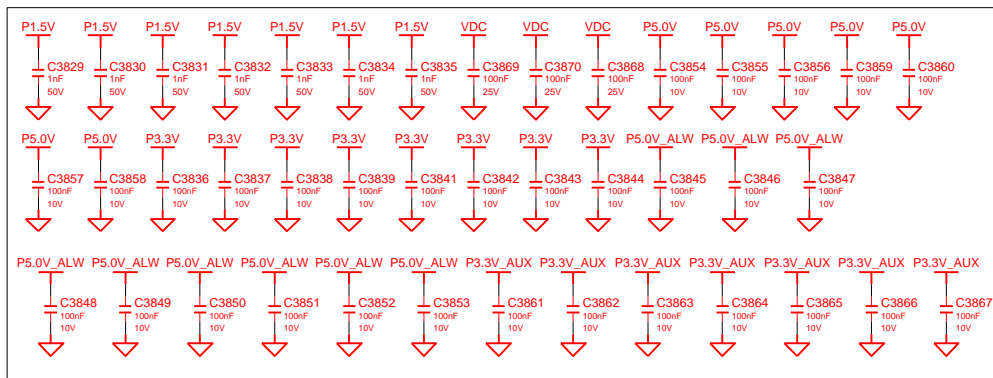 P1.5V P1.5V P1.5V P1.5V P1.5V P1.5V P1.5V VDC VDC VDC P5.0V P5.0V P5.0V P5.0V P5.0V
C3829 C3830 C3831 C3832 C3833 C3834 C3835 C3869 C3870 C3868 C3854 C3855 C3856 C3859 C3860
1nF 1nF 1nF 1nF 1nF 1nF 1nF 100nF 100nF 100nF 100nF 100nF 100nF 100nF 100nF
50V 50V 50V 50V 50V 50V 50V 25V 25V 25V 10V 10V 10V 10V 10V
P5.0V P5.0V P3.3V P3.3V P3.3V P3.3V P3.3V P3.3V P3.3V P3.3V P5.0V_ALW P5.0V_ALW P5.0V_ALW
C3857 C3858 C3836 C3837 C3838 C3839 C3841 C3842 C3843 C3844 C3845 C3846 C3847
100nF 100nF 100nF 100nF 100nF 100nF 100nF 100nF 100nF 100nF 100nF 100nF 100nF
10V 10V 10V 10V 10V 10V 10V 10V 10V 10V 10V 10V 10V
P5.0V_ALW P5.0V_ALW P5.0V_ALW P5.0V_ALW P5.0V_ALW P5.0V_ALW P3.3V_AUX P3.3V_AUX P3.3V_AUX P3.3V_AUX P3.3V_AUX P3.3V_AUX P3.3V_AUX
C3848 C3849 C3850 C3851 C3852 C3853 C3861 C3862 C3863 C3864 C3865 C3866 C3867
100nF 100nF 100nF 100nF 100nF 100nF 100nF 100nF 100nF 100nF 100nF 100nF 100nF
10V 10V 10V 10V 10V 10V 10V 10V 10V 10V 10V 10V 10V